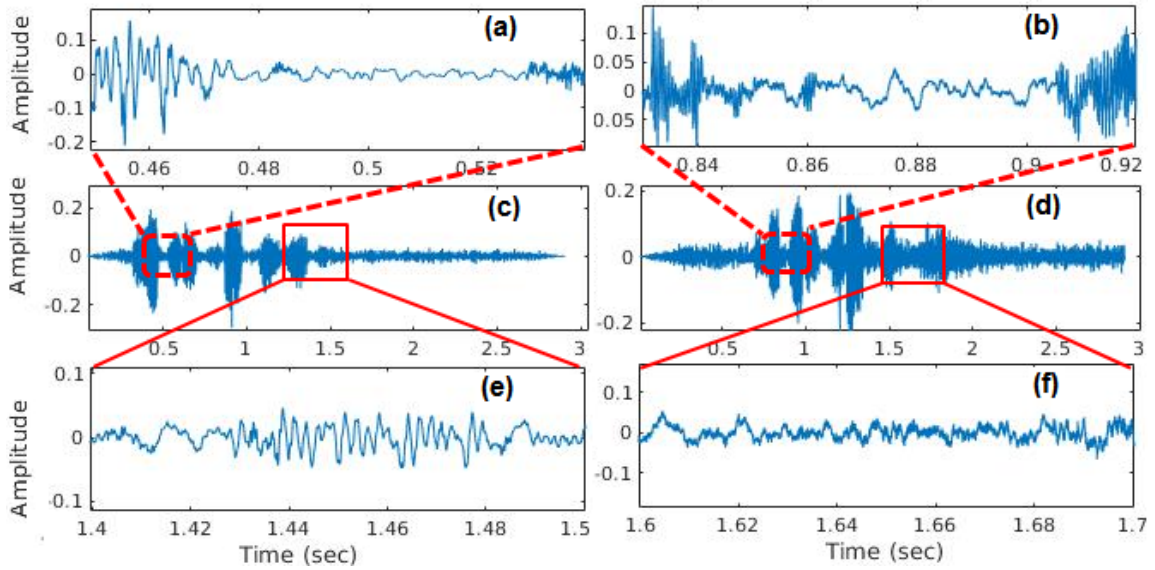 (a)
Amplitude
0.1
0
-0.1
-0.2
0.46 0.48 0.5 0.52
(b)
0.1
0
0.05
0.84 0.86 0.88 0.9 0.92
(c)
Amplitude
0.2
0
-0.2
0.5 1 1.5 2 2.5 3
(d)
0.2
0
-0.2
0.5 1 1.5 2 2.5 3
(e)
Amplitude
0.1
0
-0.1
1.4 1.42 1.44 1.46 1.48 1.5
Time (sec)
(f)
0.1
0
-0.1
1.6 1.62 1.64 1.66 1.68 1.7
Time (sec)